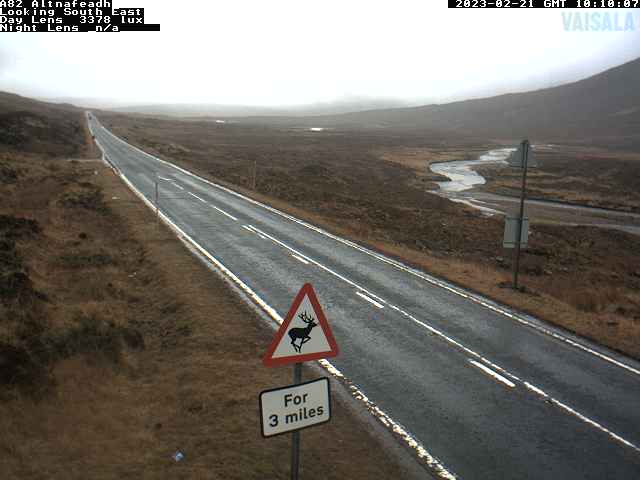 A82 Altnafeadh
Looking South East
Day Lens  3378 lux
Night Lens  n/a
2023-02-21 GMT 10:10:07
VAISALA
For
3 miles